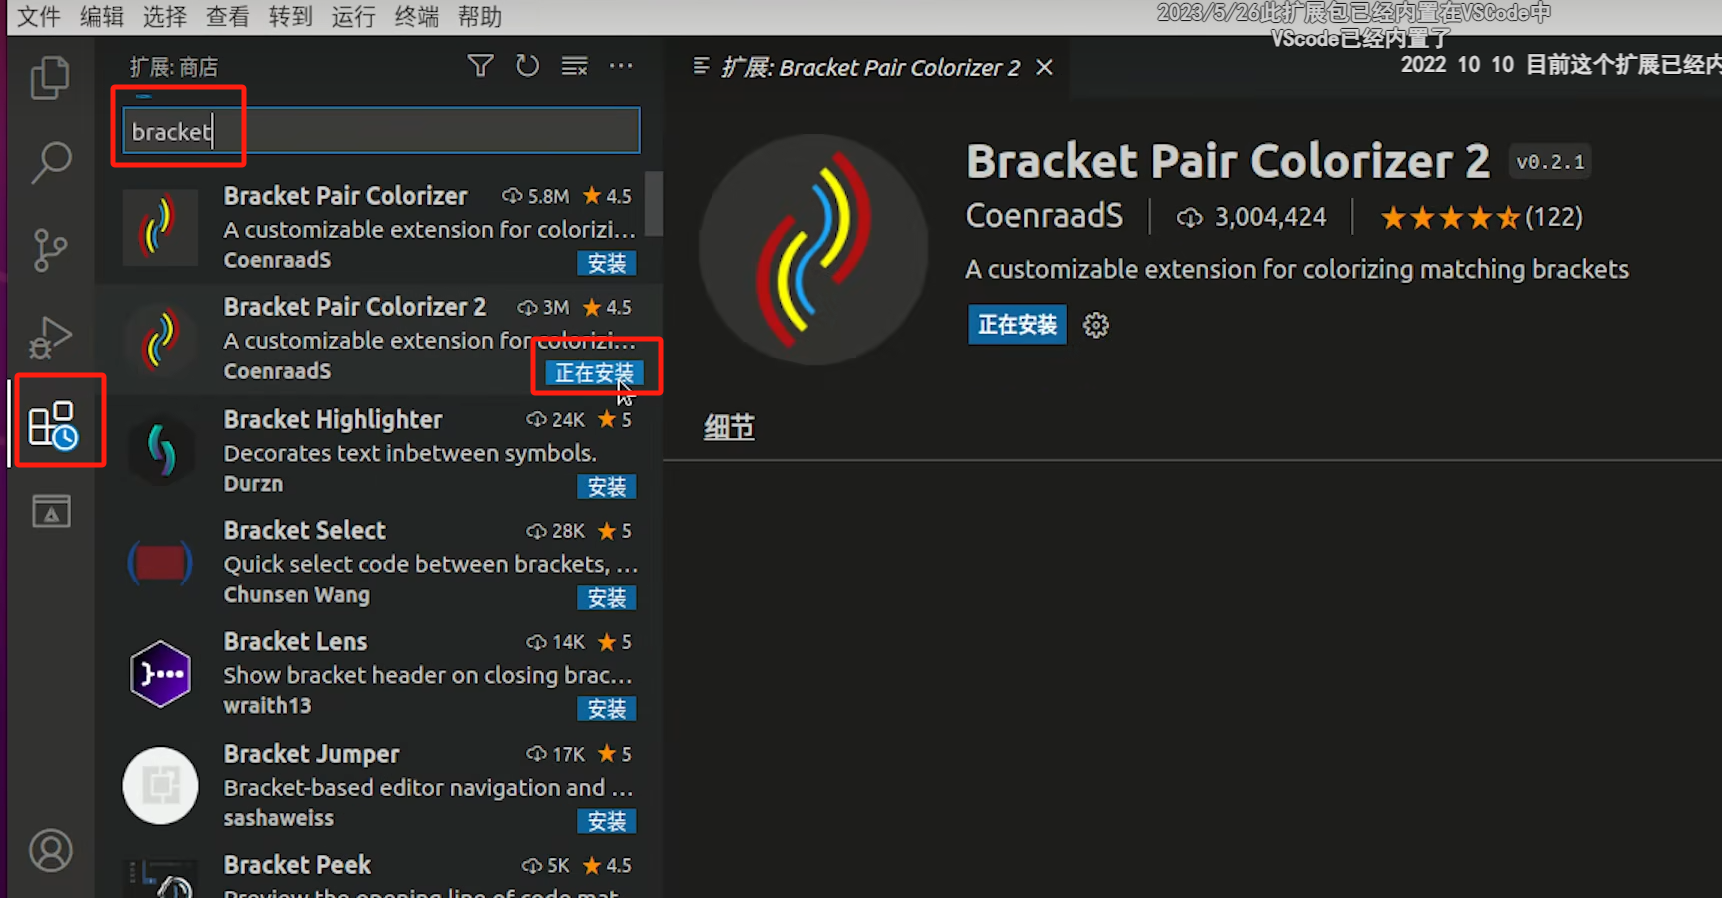 文件 编辑 选择 查看 转到 运行 终端 帮助
2023/5/26此扩展包已经内置在VSCode中
VScode已经内置了
2022 10 10 目前这个扩展已经内
扩展: 商店
扩展: Bracket Pair Colorizer 2
bracket
Bracket Pair Colorizer 5.8M 4.5
A customizable extension for colorizi...
CoenraadS 安装
Bracket Pair Colorizer 2 3M 4.5
A customizable extension for colorizi...
CoenraadS 正在安装
Bracket Highlighter 24K 5
Decorates text inbetween symbols.
Durzn 安装
Bracket Select 28K 5
Quick select code between brackets, ...
Chunsen Wang 安装
Bracket Lens 14K 5
Show bracket header on closing brac...
wraith13 安装
Bracket Jumper 17K 5
Bracket-based editor navigation and ...
sashaweiss 安装
Bracket Peek 5K 4.5
Preview the opening line of code mat...
Bracket Pair Colorizer 2 v0.2.1
CoenraadS 3,004,424 (122)
A customizable extension for colorizing matching brackets
正在安装
细节